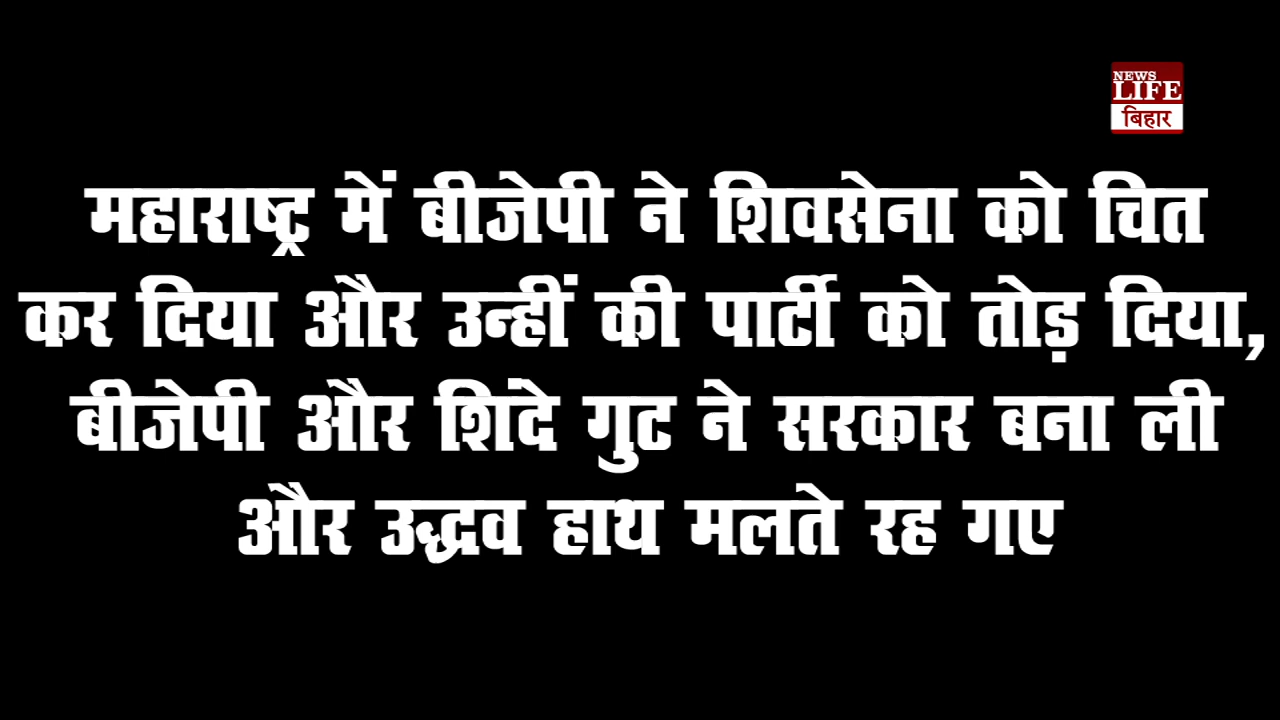 NEWS
LIFE
बिहार
महाराष्ट्र में बीजेपी ने शिवसेना को चित
कर दिया और उन्हीं की पार्टी को तोड़ दिया,
बीजेपी और शिंदे गुट ने सरकार बना ली
और उद्धव हाथ मलते रह गए